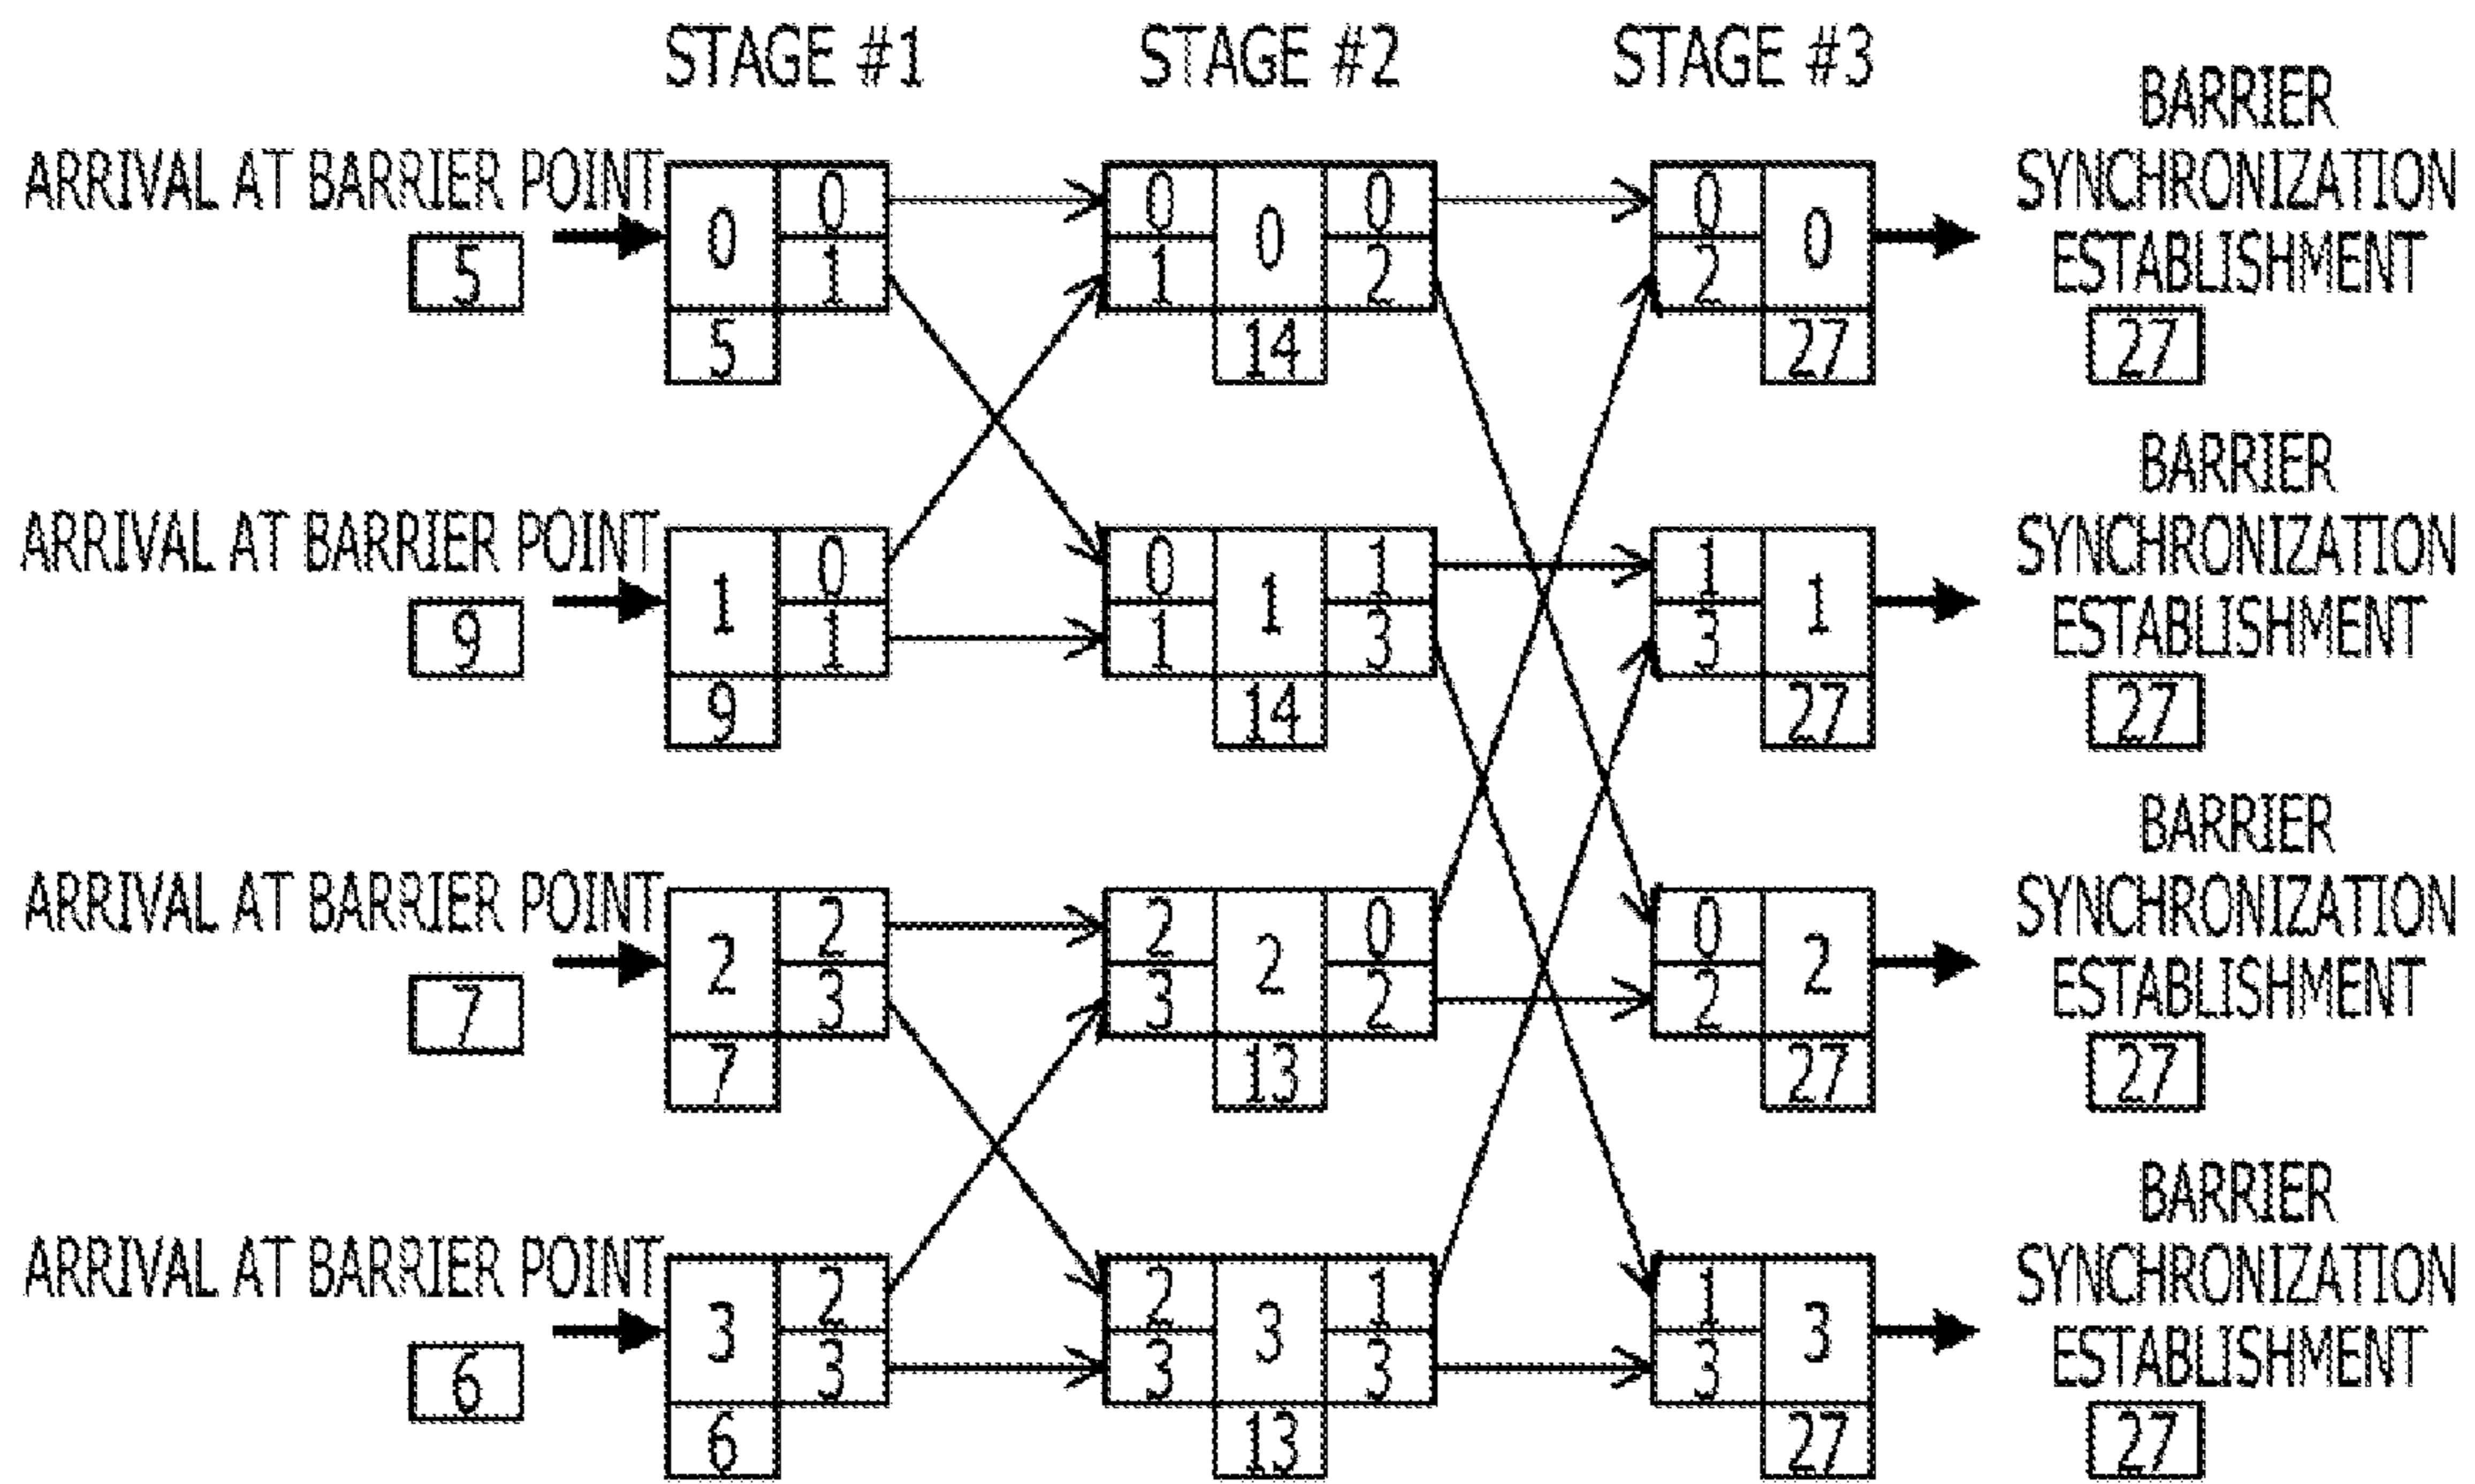 STAGE #1 STAGE #2 STAGE #3
BARRIER
SYNCHRONIZATION
ESTABLISHMENT
27
ARRIVAL AT BARRIER POINT
5
0 0
1
5
0 0 0
1 2
14
0 0
2
27
BARRIER
SYNCHRONIZATION
ESTABLISHMENT
27
ARRIVAL AT BARRIER POINT
9
1 0
1
9
0 1 1
1 3
14
1 1
3
27
BARRIER
SYNCHRONIZATION
ESTABLISHMENT
27
ARRIVAL AT BARRIER POINT
7
2 2
3
7
2 2 0
3 2
13
0 2
2
27
BARRIER
SYNCHRONIZATION
ESTABLISHMENT
27
ARRIVAL AT BARRIER POINT
6
3 2
3
6
2 3 1
3 3
13
1 3
3
27